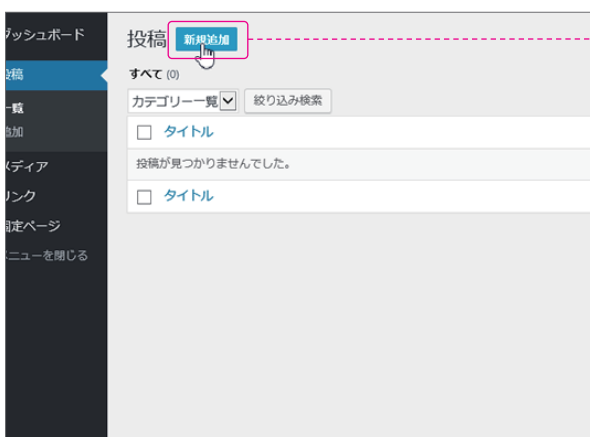 ダッシュボード
投稿
一覧
追加
メディア
リンク
固定ページ
メニューを閉じる
投稿 新規追加
すべて (0)
カテゴリー一覧 絞り込み検索
タイトル
投稿が見つかりませんでした。
タイトル